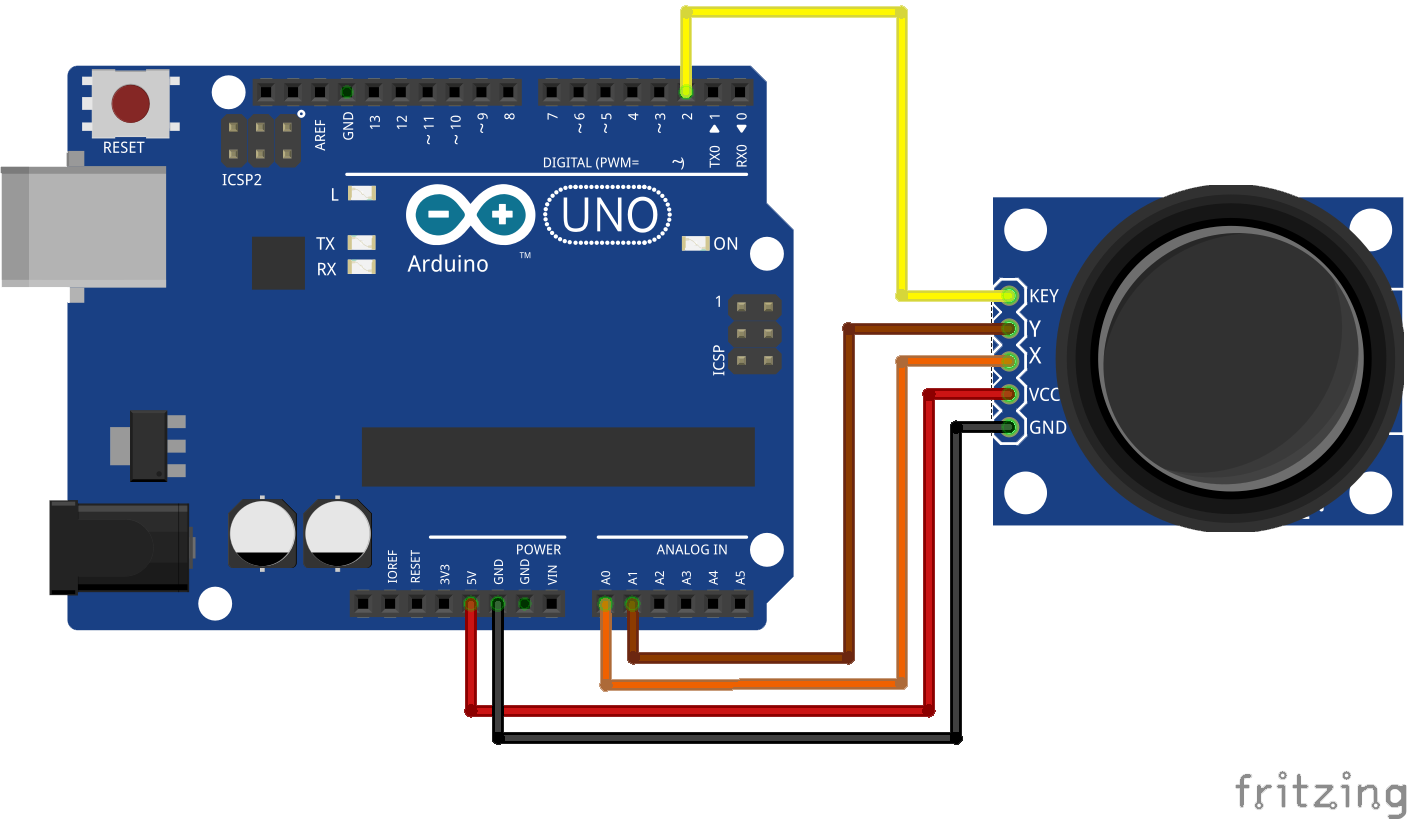 RESET
ICSP2
AREF
GND
13
12
~11
~10
~9
8
7
~6
~5
4
~3
2
TX0 ▶ 1
RX0 ◀ 0
DIGITAL (PWM= ~)
L
TX
RX
UNO
Arduino
TM
ON
1
ICSP
KEY
Y
X
VCC
GND
POWER
ANALOG IN
IOREF
RESET
3V3
5V
GND
GND
VIN
A0
A1
A2
A3
A4
A5
fritzing